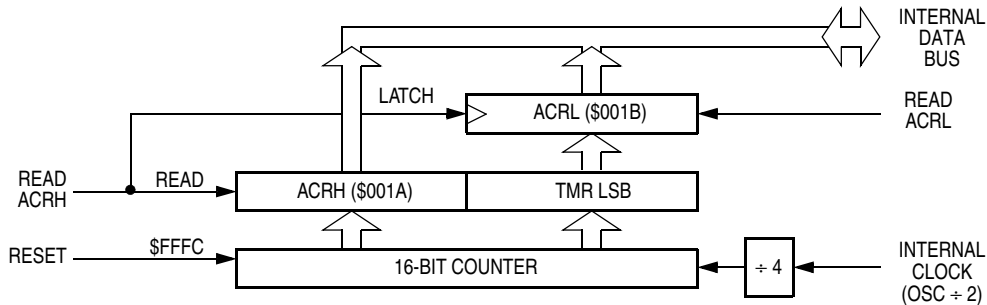 INTERNAL
DATA
BUS
LATCH
ACRL ($001B)
READ
ACRL
READ
ACRH
READ
ACRH ($001A)
TMR LSB
RESET
$FFFC
16-BIT COUNTER
÷ 4
INTERNAL
CLOCK
(OSC ÷ 2)